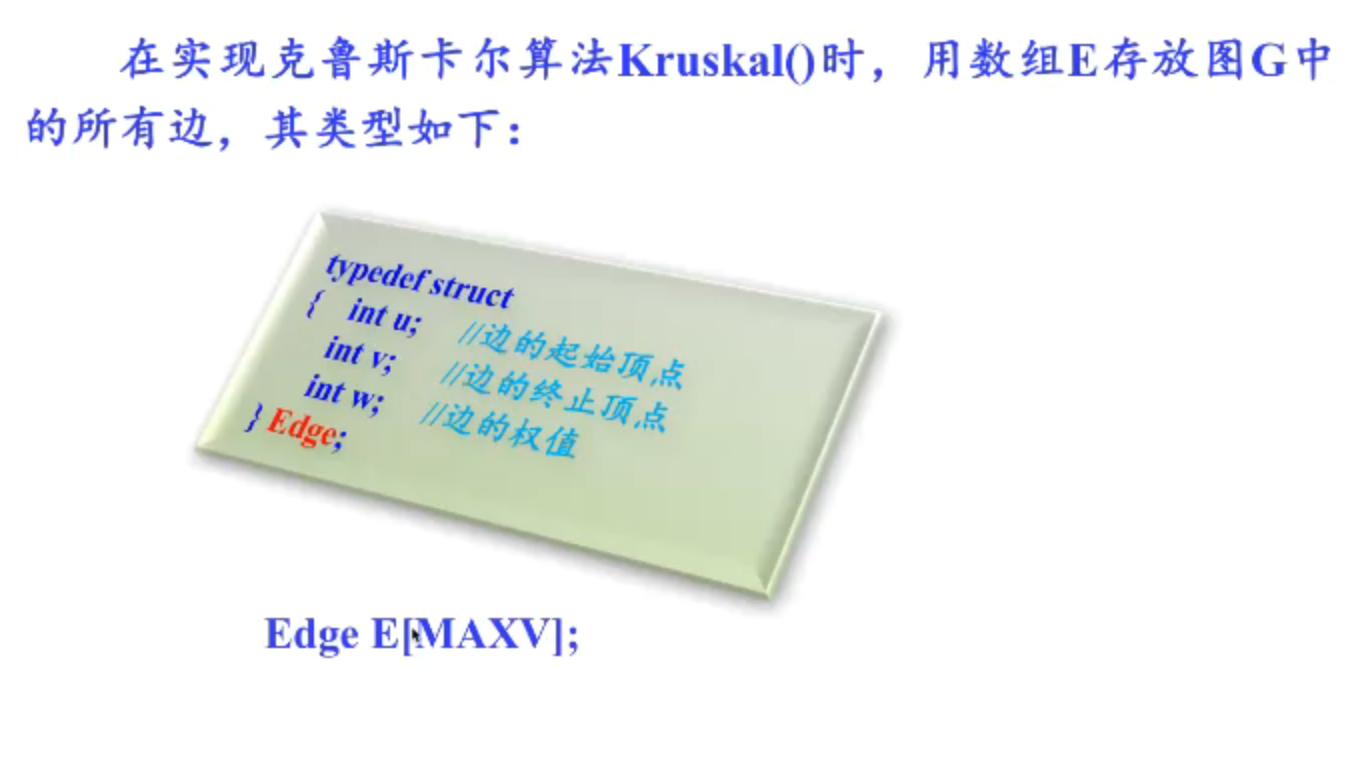 在实现克鲁斯卡尔算法Kruskal()时，用数组E存放图G中
的所有边，其类型如下：
typedef struct
{ int u; //边的起始顶点
int v; //边的终止顶点
int w; //边的权值
} Edge;
Edge E[MAXV];